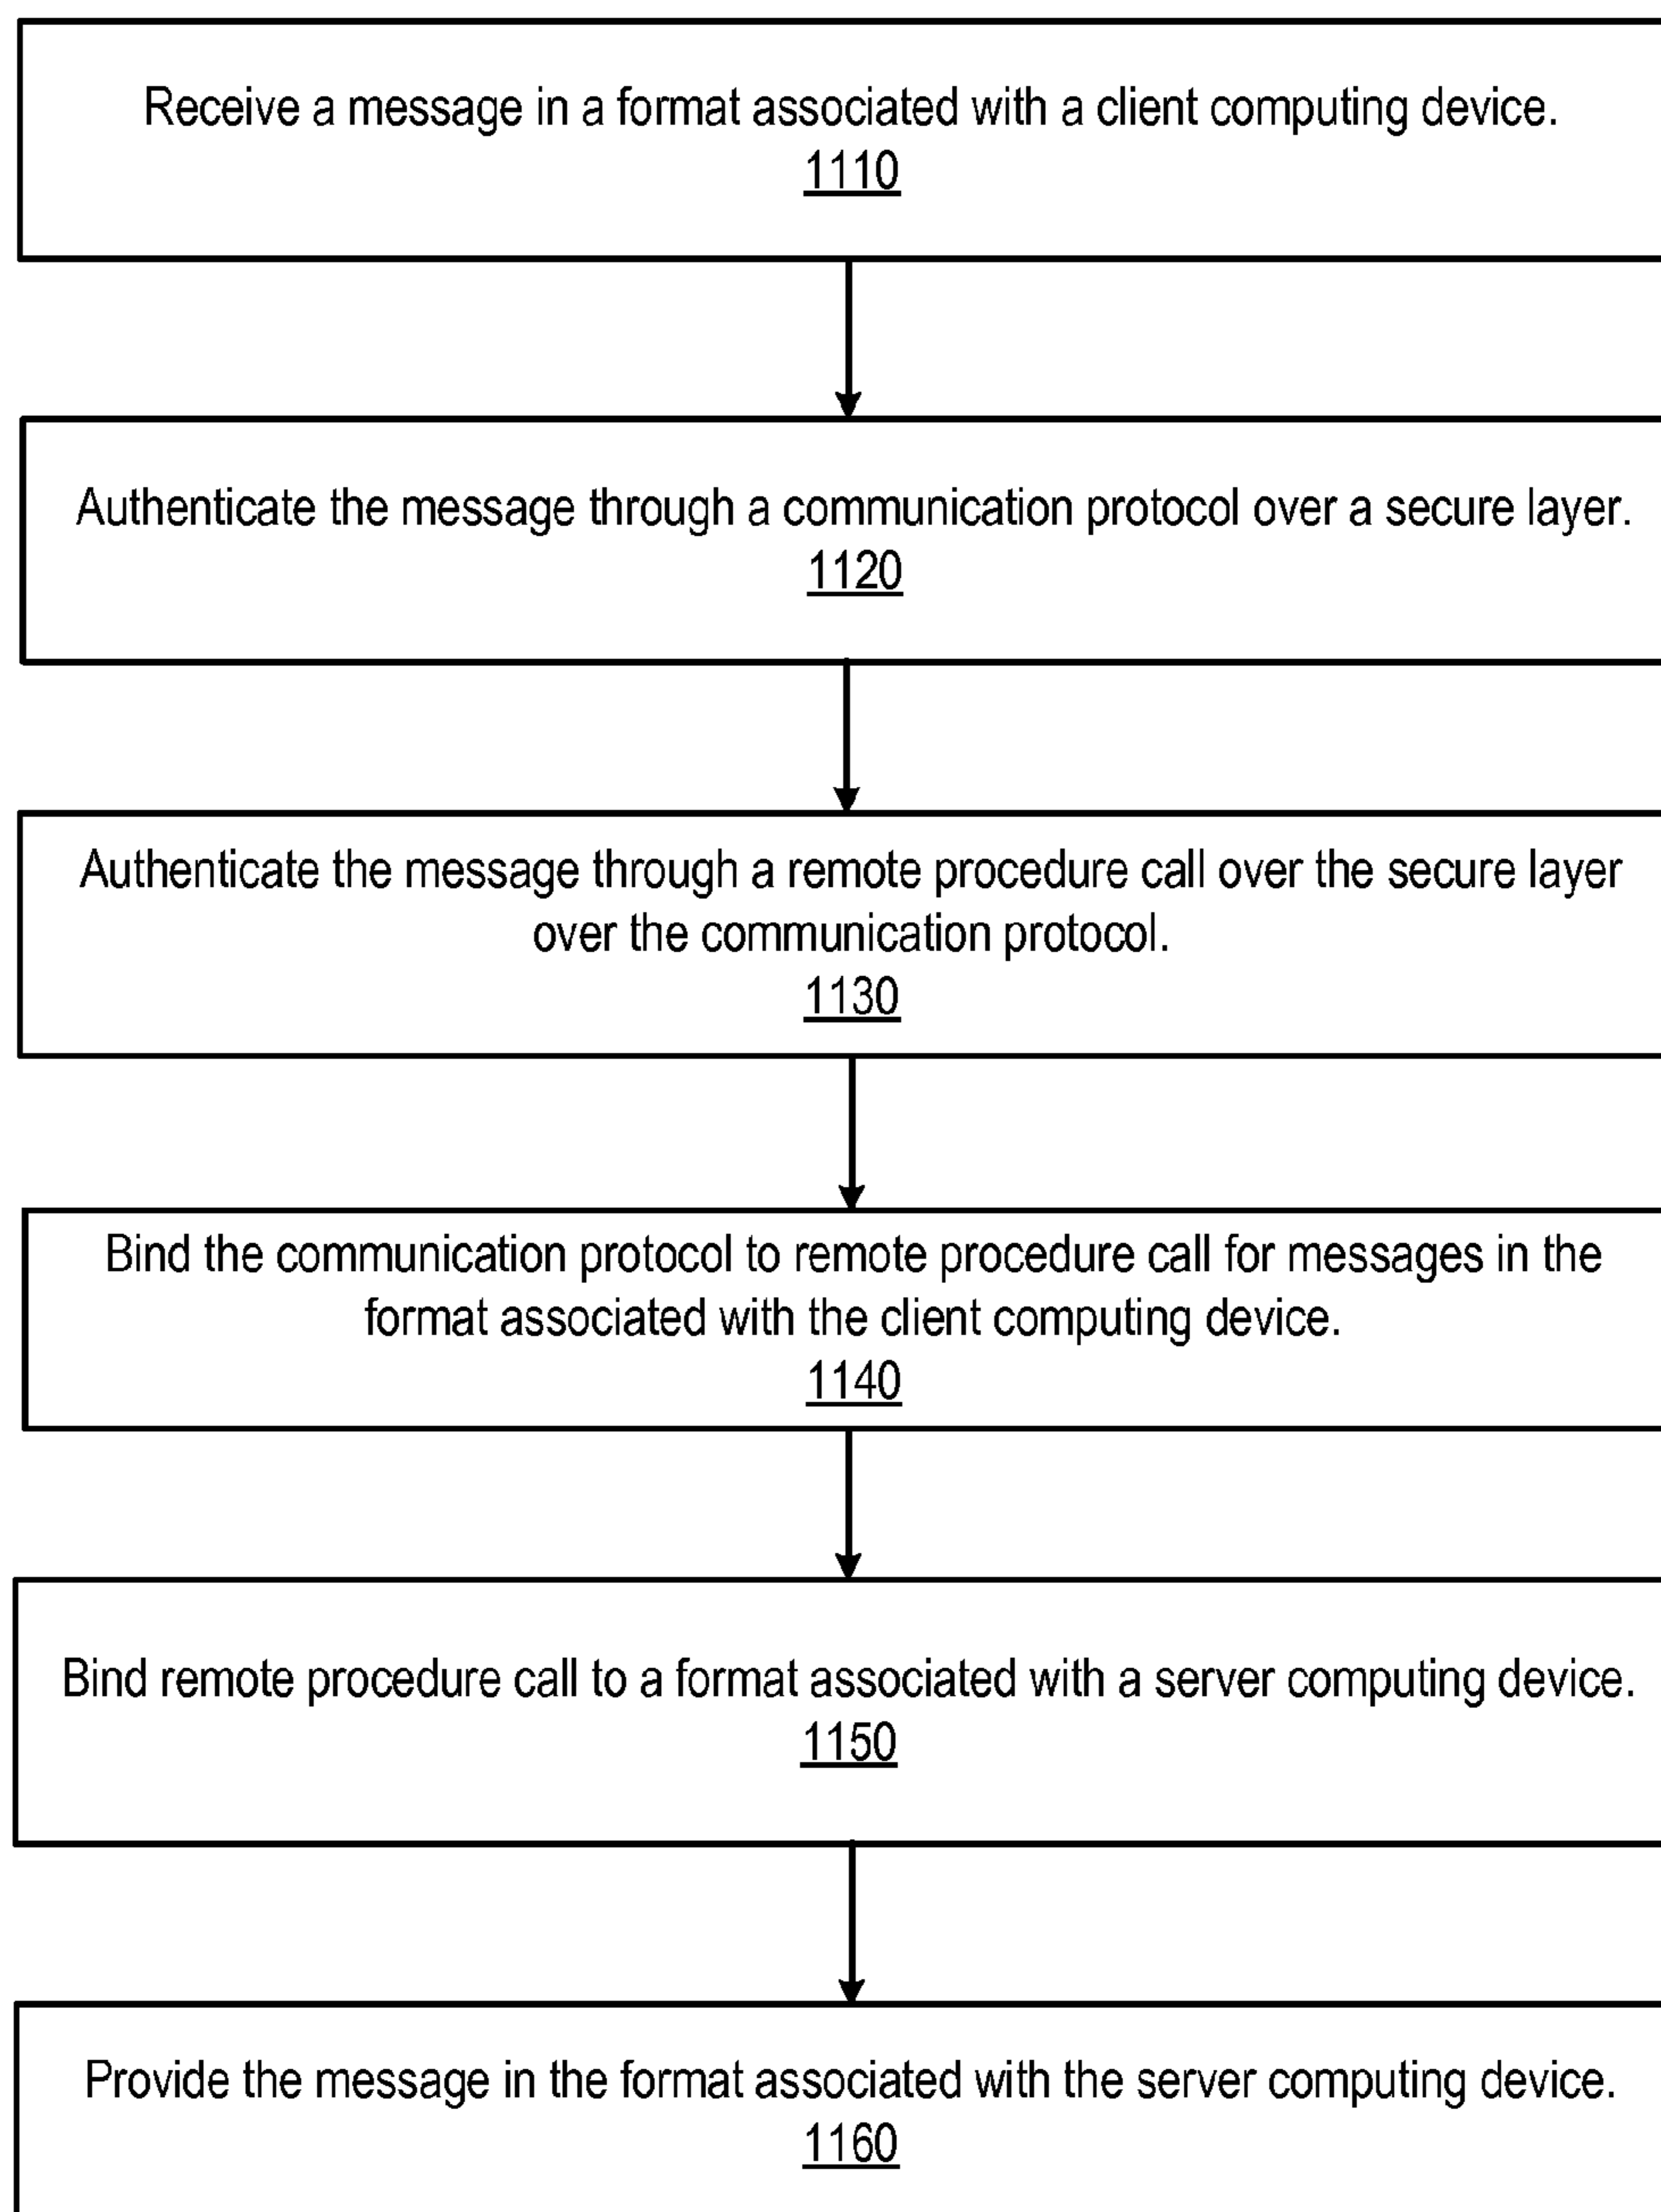 Receive a message in a format associated with a client computing device.
1110
Authenticate the message through a communication protocol over a secure layer.
1120
Authenticate the message through a remote procedure call over the secure layer
over the communication protocol.
1130
Bind the communication protocol to remote procedure call for messages in the
format associated with the client computing device.
1140
Bind remote procedure call to a format associated with a server computing device.
1150
Provide the message in the format associated with the server computing device.
1160